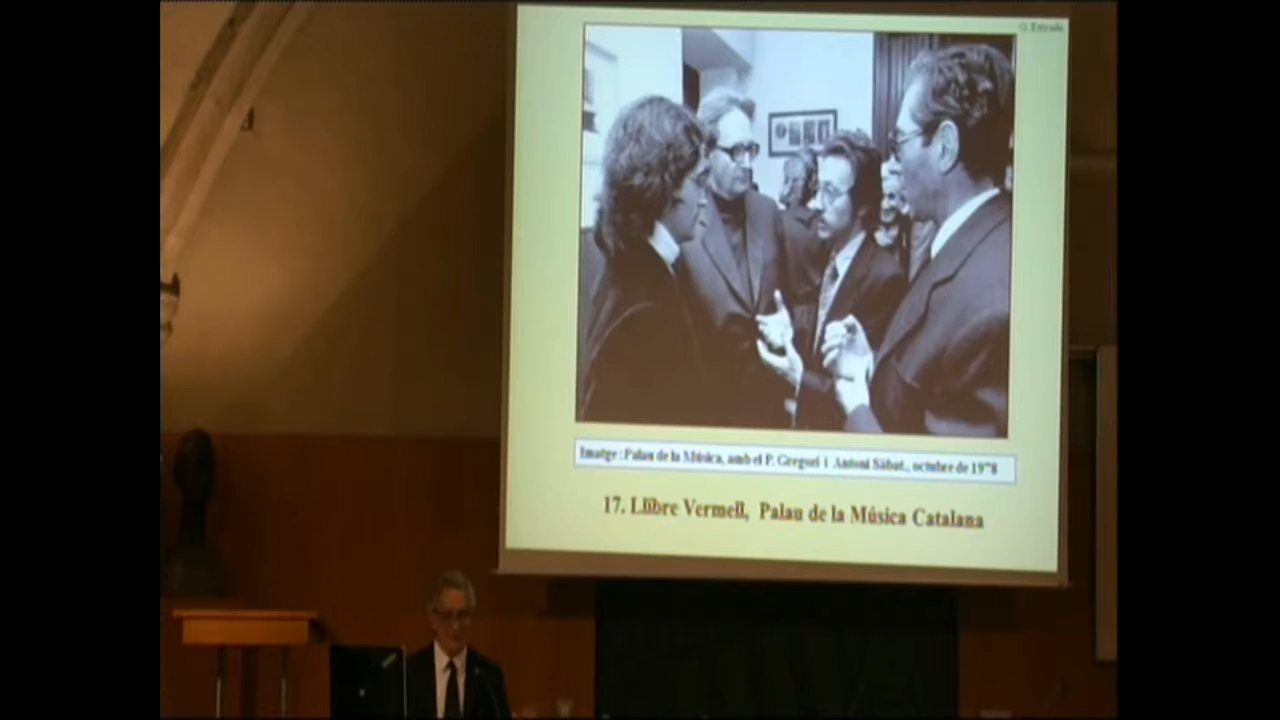 Entrada
Imatge: Palau de la Música, amb el P. Gregori i Antoni Sàbat., octubre de 1978
17. Llibre Vermell, Palau de la Música Catalana